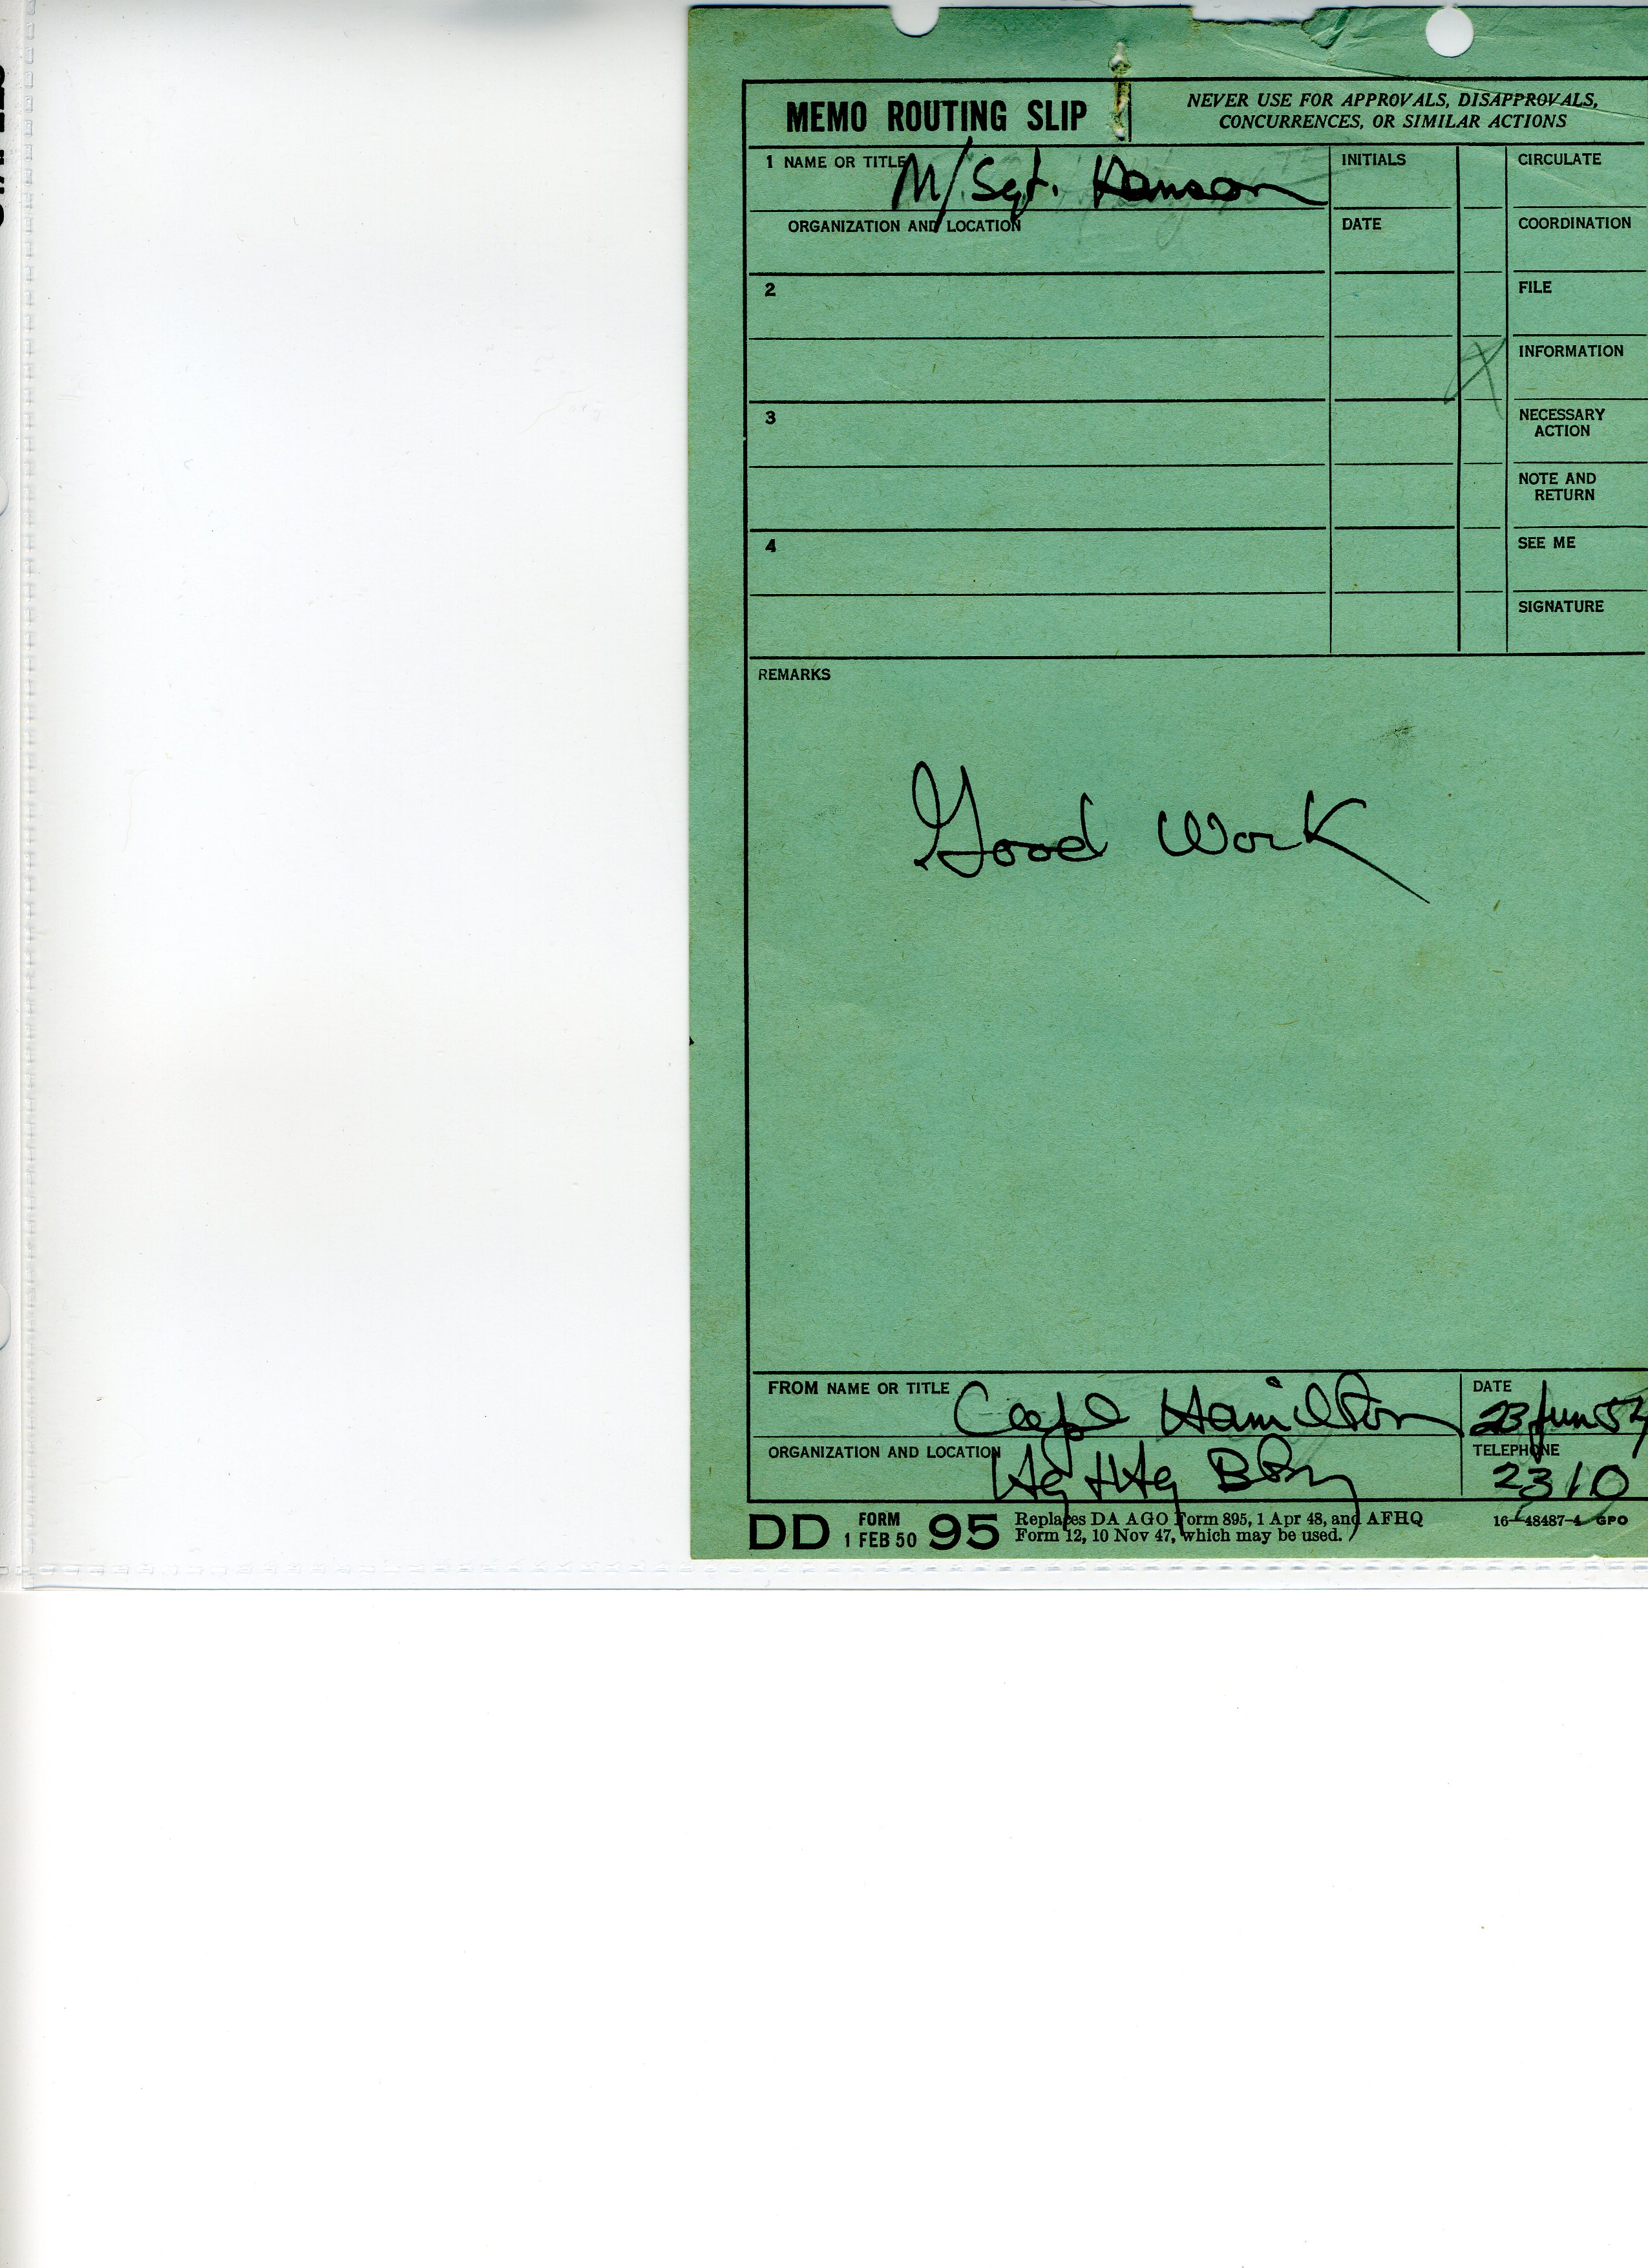 MEMO ROUTING SLIP
NEVER USE FOR APPROVALS, DISAPPROVALS,
CONCURRENCES, OR SIMILAR ACTIONS
1 NAME OR TITLE M/Sgt. Hanson
INITIALS
CIRCULATE
ORGANIZATION AND LOCATION
DATE
COORDINATION
2
FILE
X
INFORMATION
3
NECESSARY
ACTION
NOTE AND
RETURN
4
SEE ME
SIGNATURE
REMARKS
Good Work
FROM NAME OR TITLE Capt Hamilton
DATE
23 Jun 54
ORGANIZATION AND LOCATION Hq Hq Btry
TELEPHONE
2310
DD FORM 95
1 FEB 50
Replaces DA AGO Form 895, 1 Apr 48, and AFHQ
Form 12, 10 Nov 47, which may be used.
16—48487-1 GPO